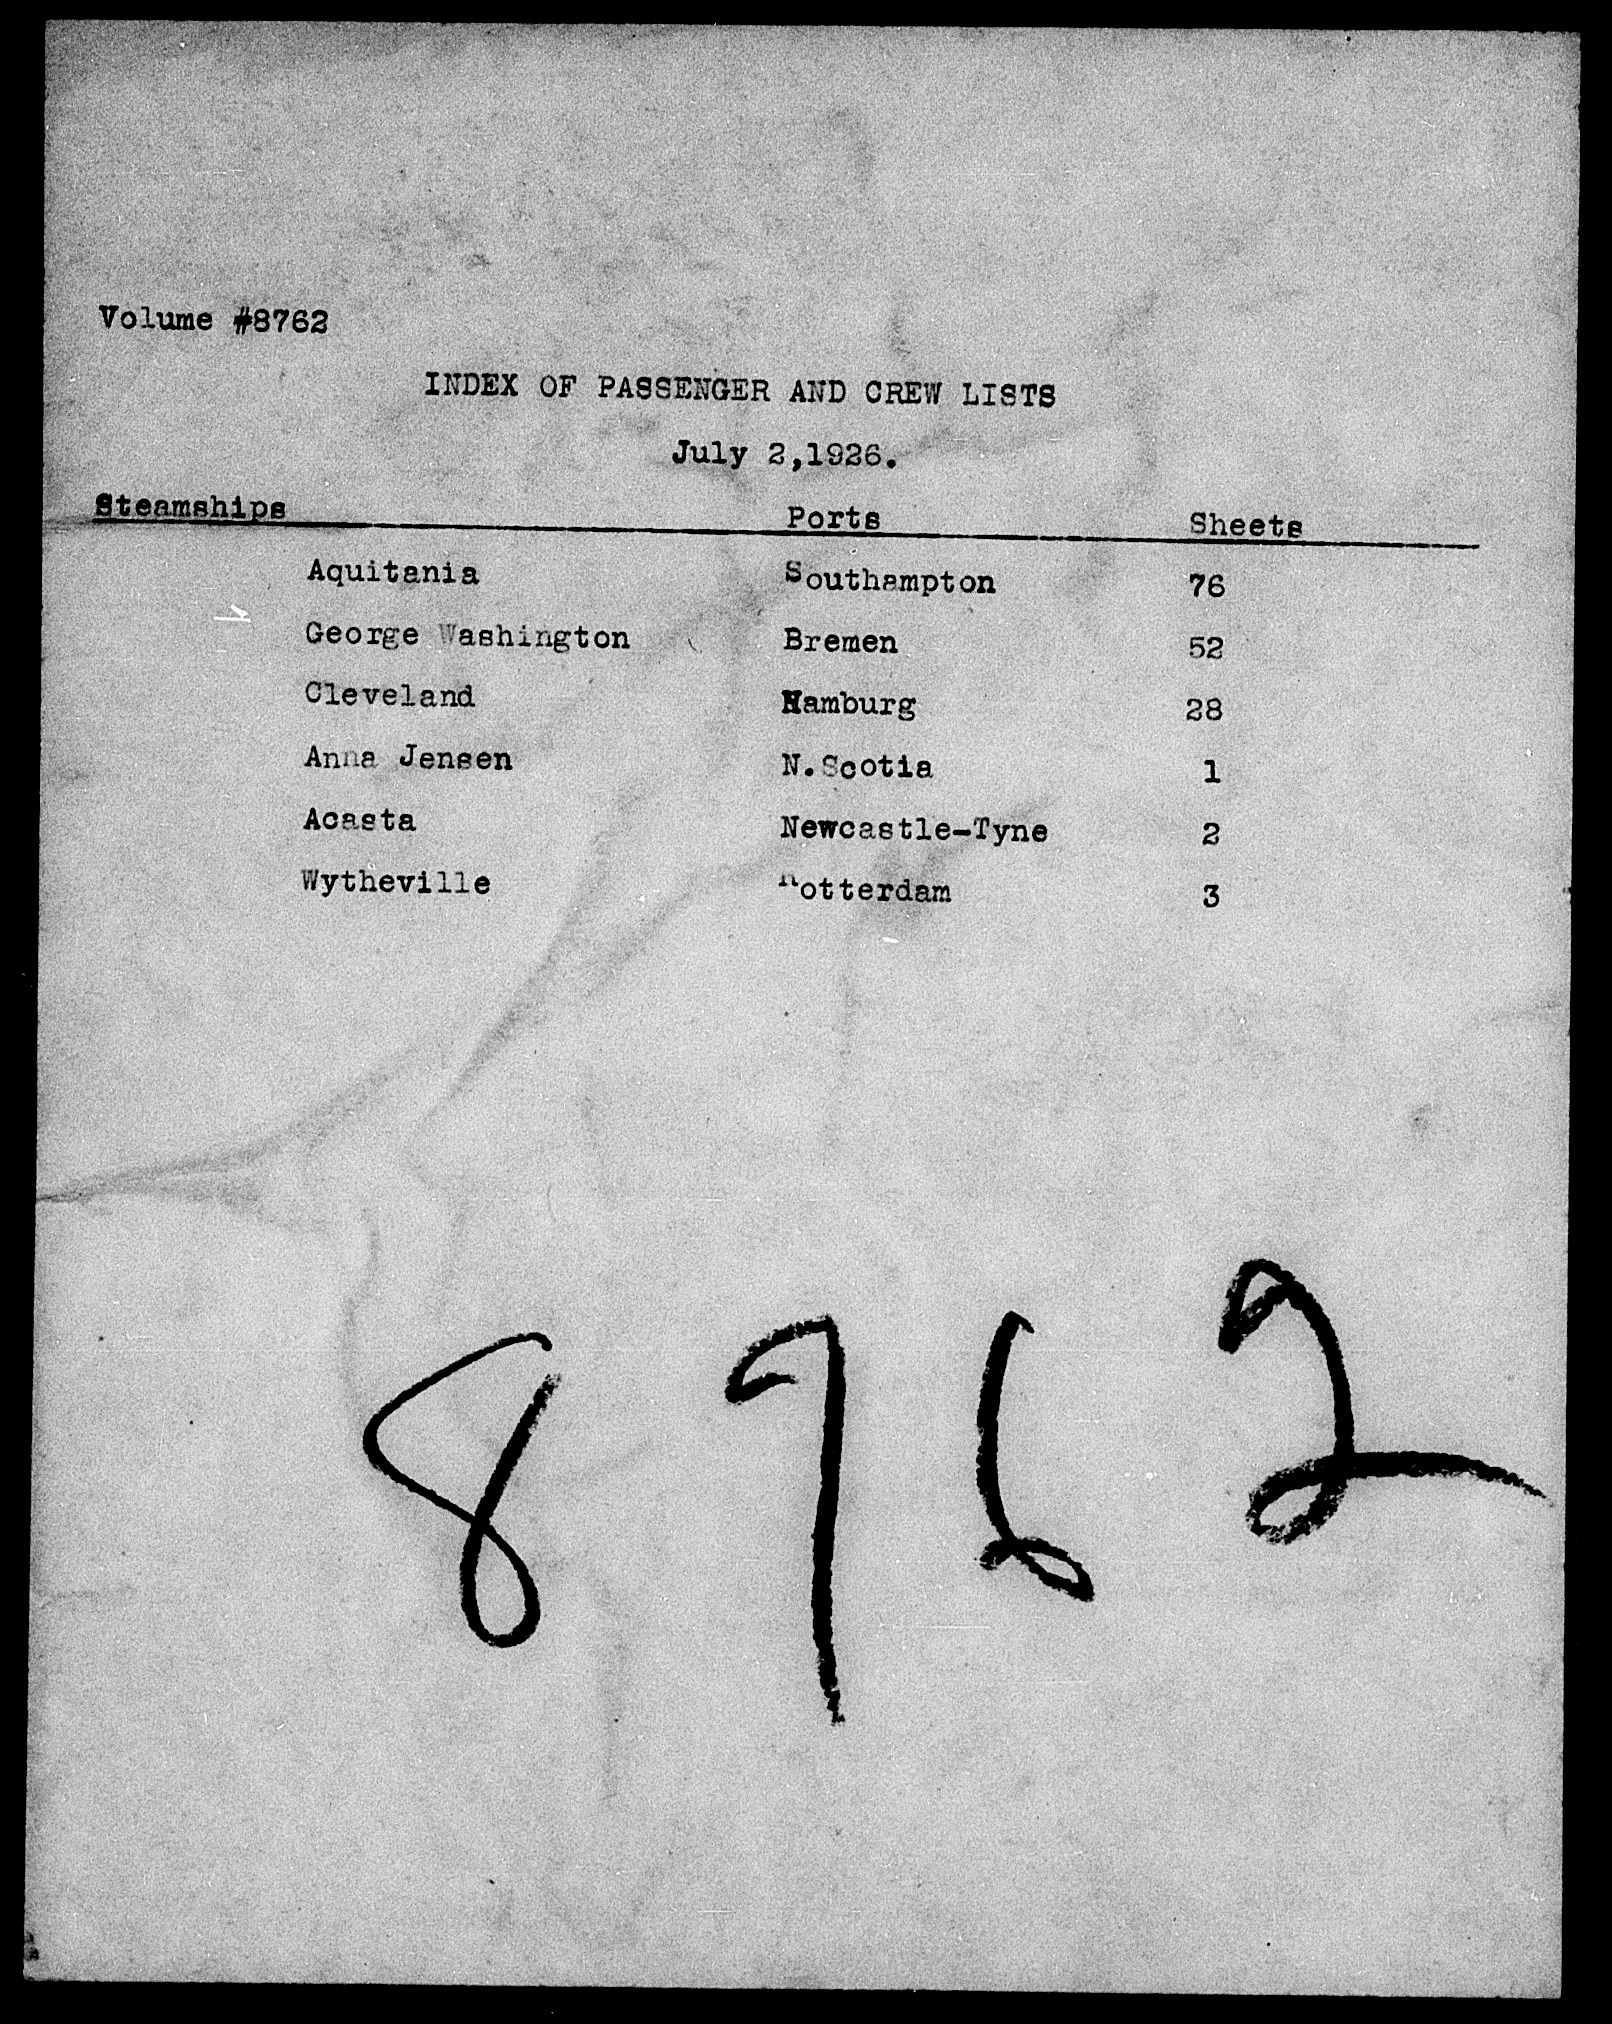 Volume #8762
INDEX OF PASSENGER AND CREW LISTS
July 2,1926.
Steamships Ports Sheets
Aquitania Southampton 76
George Washington Bremen 52
Cleveland Hamburg 28
Anna Jensen N.Scotia 1
Acasta Newcastle-Tyne 2
Wytheville Rotterdam 3
8762